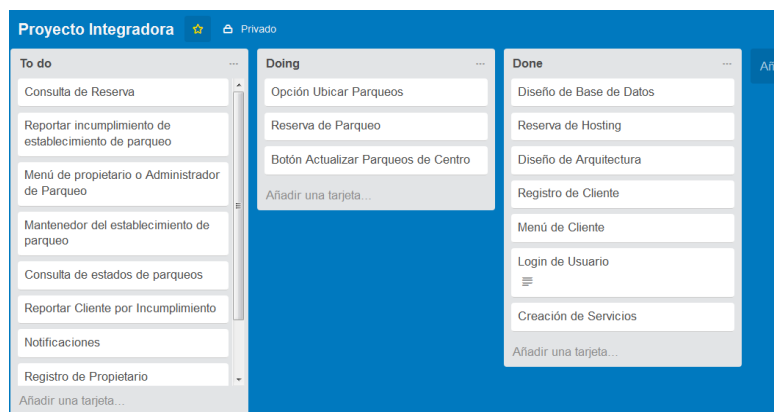 Proyecto Integradora
Privado
To do
Consulta de Reserva
Reportar incumplimiento de
establecimiento de parqueo
Menú de propietario o Administrador
de Parqueo
Mantenedor del establecimiento de
parqueo
Consulta de estados de parqueos
Reportar Cliente por Incumplimiento
Notificaciones
Registro de Propietario
Añadir una tarjeta...
Doing
Opción Ubicar Parqueos
Reserva de Parqueo
Botón Actualizar Parqueos de Centro
Añadir una tarjeta...
Done
Diseño de Base de Datos
Reserva de Hosting
Diseño de Arquitectura
Registro de Cliente
Menú de Cliente
Login de Usuario
Creación de Servicios
Añadir una tarjeta...
Añ